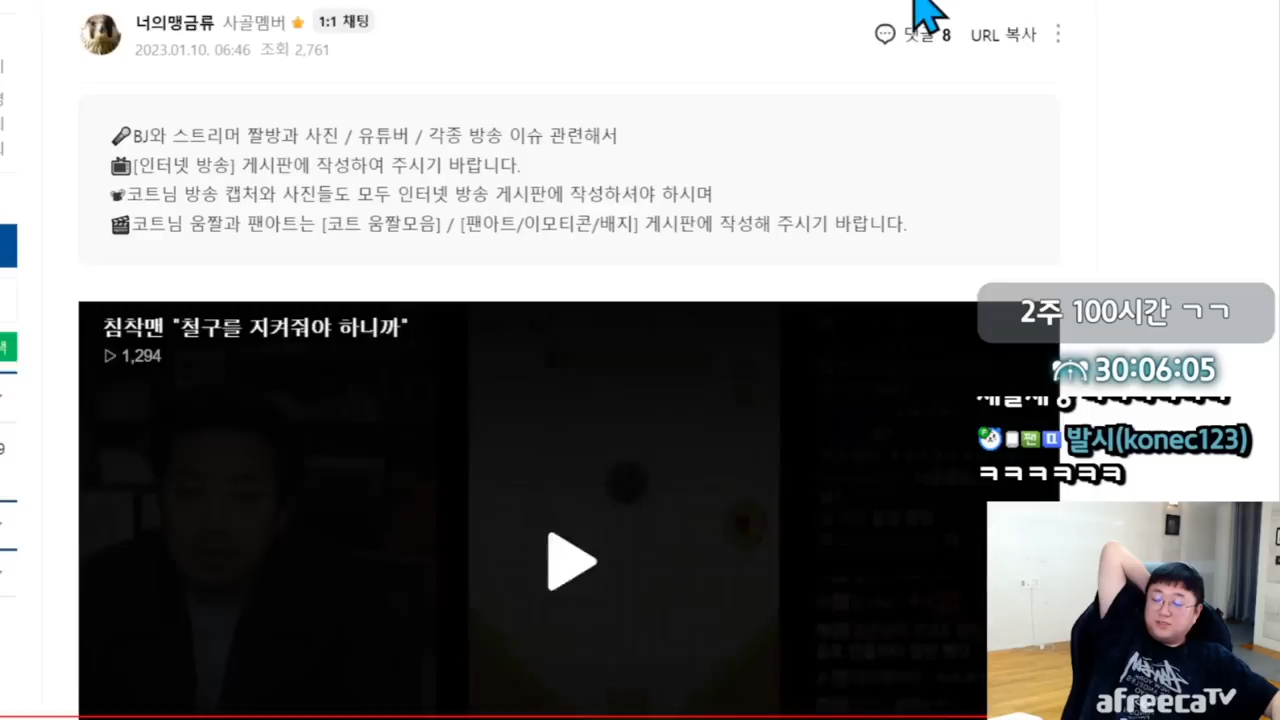 너의맹금류 사골멤버 1:1 채팅
2023.01.10. 06:46 조회 2,761
댓글 8 URL 복사
BJ와 스트리머 짤방과 사진 / 유튜버 / 각종 방송 이슈 관련해서
[인터넷 방송] 게시판에 작성하여 주시기 바랍니다.
코트님 방송 캡처와 사진들도 모두 인터넷 방송 게시판에 작성하셔야 하시며
코트님 움짤과 팬아트는 [코트 움짤모음] / [팬아트/이모티콘/배지] 게시판에 작성해 주시기 바랍니다.
침착맨 "철구를 지켜줘야 하니까"
1,294
2주 100시간 ㄱㄱ
30:06:05
팬 발시(konec123)
ㅋㅋㅋㅋㅋㅋ
afreecaTV